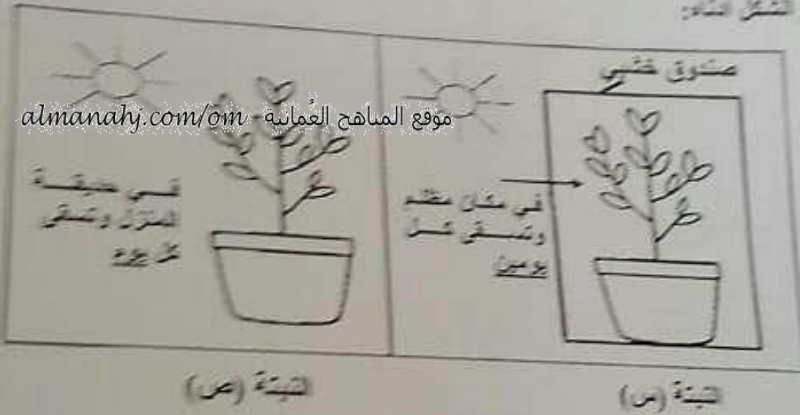 الشكل أدناه:
صندوق خشبي
في مكان مظلم
وتسقى كل
يومين
النبتة (س)
في حديقة
المنزل وتسقى
كل يوم
النبتة (ص)
موقع المناهج العُمانية almanahj.com/om